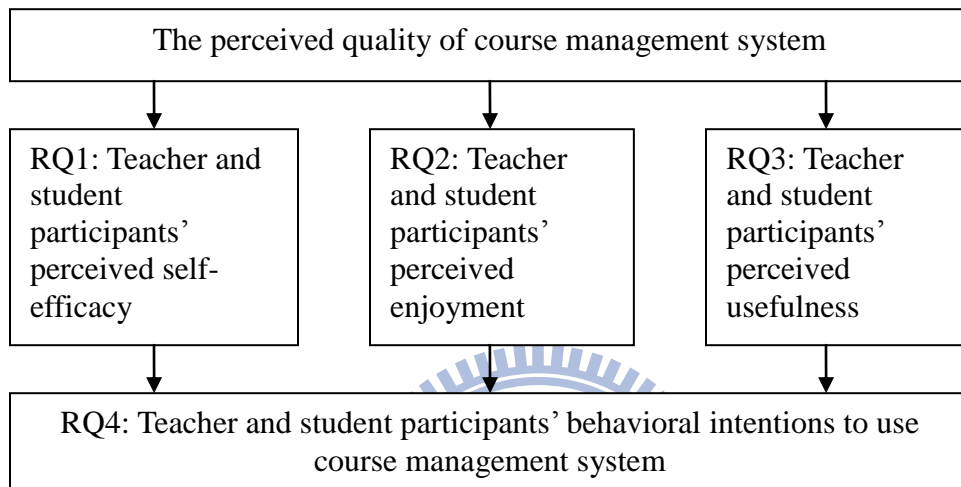 The perceived quality of course management system
RQ1: Teacher and
student
participants’
perceived self-
efficacy
RQ2: Teacher
and student
participants’
perceived
enjoyment
RQ3: Teacher
and student
participants’
perceived
usefulness
RQ4: Teacher and student participants’ behavioral intentions to use
course management system